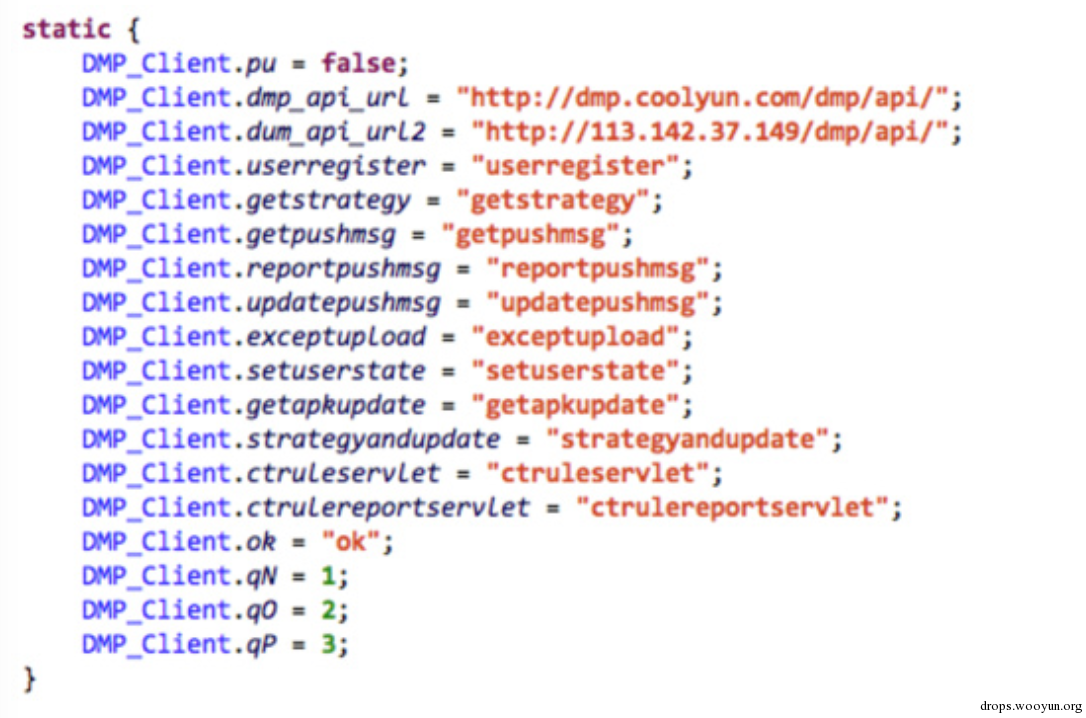 static {
    DMP_Client.pu = false;
    DMP_Client.dmp_api_url = "http://dmp.coolyun.com/dmp/api/";
    DMP_Client.dum_api_url2 = "http://113.142.37.149/dmp/api/";
    DMP_Client.userregister = "userregister";
    DMP_Client.getstrategy = "getstrategy";
    DMP_Client.getpushmsg = "getpushmsg";
    DMP_Client.reportpushmsg = "reportpushmsg";
    DMP_Client.updatepushmsg = "updatepushmsg";
    DMP_Client.exceptupload = "exceptupload";
    DMP_Client.setuserstate = "setuserstate";
    DMP_Client.getapkupdate = "getapkupdate";
    DMP_Client.strategyandupdate = "strategyandupdate";
    DMP_Client.ctruleservlet = "ctruleservlet";
    DMP_Client.ctrulereportservlet = "ctrulereportservlet";
    DMP_Client.ok = "ok";
    DMP_Client.qN = 1;
    DMP_Client.qO = 2;
    DMP_Client.qP = 3;
}
drops.wooyun.org